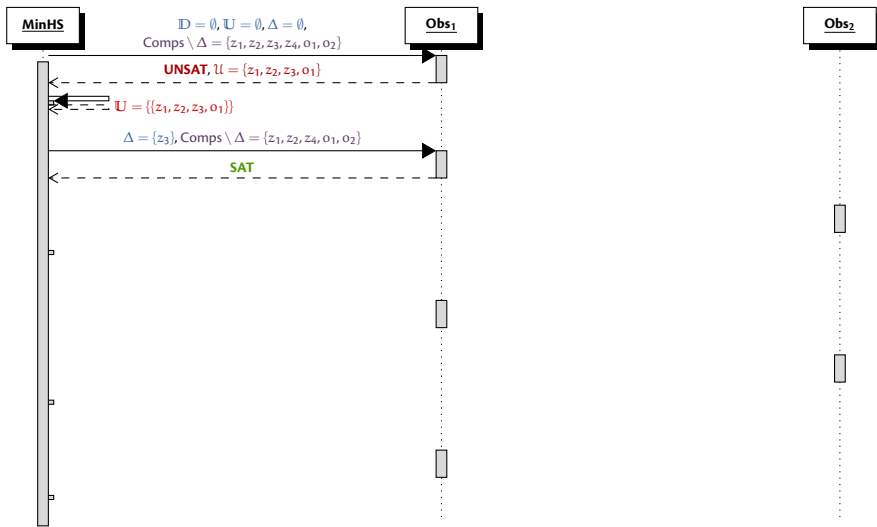 MinHS
Obs₁
Obs₂
𝔻 = ∅, 𝕌 = ∅, Δ = ∅,
Comps \ Δ = {z₁, z₂, z₃, z₄, o₁, o₂}
UNSAT, 𝒰 = {z₁, z₂, z₃, o₁}
𝕌 = {{z₁, z₂, z₃, o₁}}
Δ = {z₃}, Comps \ Δ = {z₁, z₂, z₄, o₁, o₂}
SAT